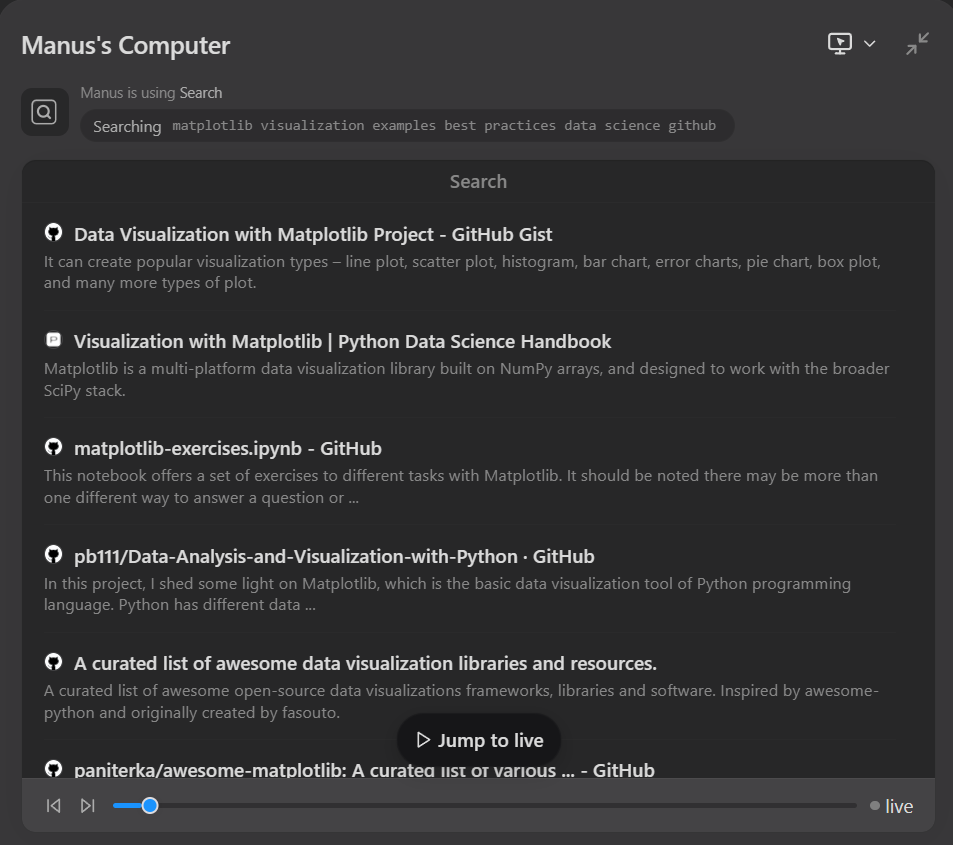 Manus's Computer
Manus is using Search
Searching matplotlib visualization examples best practices data science github
Search
Data Visualization with Matplotlib Project - GitHub Gist
It can create popular visualization types – line plot, scatter plot, histogram, bar chart, error charts, pie chart, box plot,
and many more types of plot.
Visualization with Matplotlib | Python Data Science Handbook
Matplotlib is a multi-platform data visualization library built on NumPy arrays, and designed to work with the broader
SciPy stack.
matplotlib-exercises.ipynb - GitHub
This notebook offers a set of exercises to different tasks with Matplotlib. It should be noted there may be more than
one different way to answer a question or ...
pb111/Data-Analysis-and-Visualization-with-Python · GitHub
In this project, I shed some light on Matplotlib, which is the basic data visualization tool of Python programming
language. Python has different data ...
A curated list of awesome data visualization libraries and resources.
A curated list of awesome open-source data visualizations frameworks, libraries and software. Inspired by awesome-
python and originally created by fasouto.
Jump to live
paniterka/awesome-matplotlib: A curated list of various ... - GitHub
live